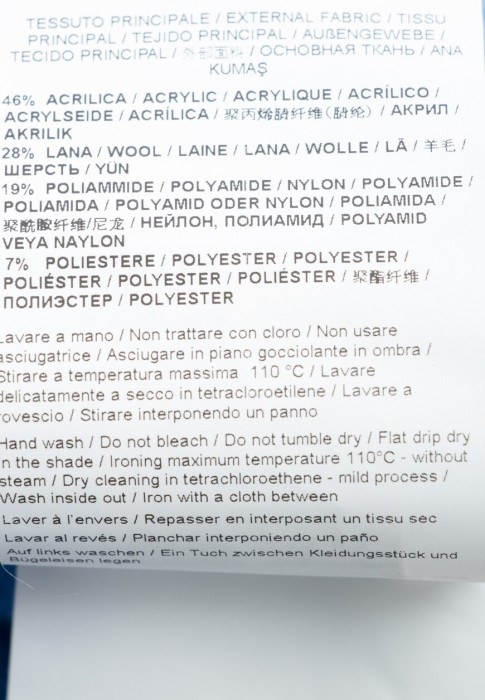 TESSUTO PRINCIPALE / EXTERNAL FABRIC / TISSU
PRINCIPAL / TEJIDO PRINCIPAL / AUßENGEWEBE /
TECIDO PRINCIPAL / 外部面料 / ОСНОВНАЯ ТКАНЬ / ANA
KUMAŞ
46% ACRILICA / ACRYLIC / ACRYLIQUE / ACRÍLICO /
ACRYLSEIDE / ACRÍLICA / 聚丙烯腈纤维(腈纶) / АКРИЛ /
AKRILIK
28% LANA / WOOL / LAINE / LANA / WOLLE / LÃ / 羊毛 /
ШЕРСТЬ / YÜN
19% POLIAMMIDE / POLYAMIDE / NYLON / POLYAMIDE /
POLIAMIDA / POLYAMID ODER NYLON / POLIAMIDA /
聚酰胺纤维/尼龙 / НЕЙЛОН, ПОЛИАМИД / POLYAMID
VEYA NAYLON
7% POLIESTERE / POLYESTER / POLYESTER /
POLIÉSTER / POLYESTER / POLIÉSTER / 聚酯纤维 /
ПОЛИЭСТЕР / POLYESTER
Lavare a mano / Non trattare con cloro / Non usare
asciugatrice / Asciugare in piano gocciolante in ombra /
Stirare a temperatura massima 110 °C / Lavare
delicatamente a secco in tetracloroetilene / Lavare a
rovescio / Stirare interponendo un panno
Hand wash / Do not bleach / Do not tumble dry / Flat drip dry
in the shade / Ironing maximum temperature 110°C - without
steam / Dry cleaning in tetrachloroethene - mild process /
Wash inside out / Iron with a cloth between
Laver à l'envers / Repasser en interposant un tissu sec
Lavar al revés / Planchar interponiendo un paño
Auf links waschen / Ein Tuch zwischen Kleidungsstück und
Bügeleisen legen